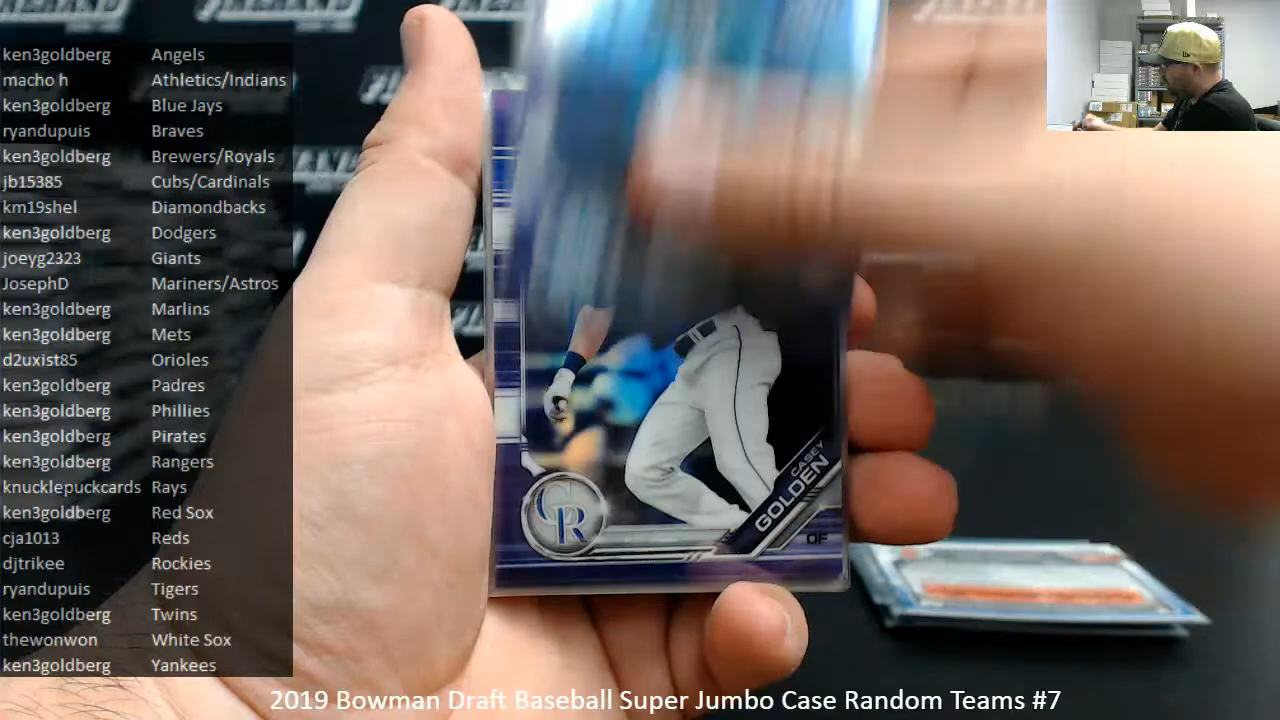 ken3goldberg Angels
macho h Athletics/Indians
ken3goldberg Blue Jays
ryandupuis Braves
ken3goldberg Brewers/Royals
jb15385 Cubs/Cardinals
km19shel Diamondbacks
ken3goldberg Dodgers
joeyg2323 Giants
JosephD Mariners/Astros
ken3goldberg Marlins
ken3goldberg Mets
d2uxist85 Orioles
ken3goldberg Padres
ken3goldberg Phillies
ken3goldberg Pirates
ken3goldberg Rangers
knucklepuckcards Rays
ken3goldberg Red Sox
cja1013 Reds
djtrikee Rockies
ryandupuis Tigers
ken3goldberg Twins
thewonwon White Sox
ken3goldberg Yankees
CR
CASEY
GOLDEN
OF
2019 Bowman Draft Baseball Super Jumbo Case Random Teams #7